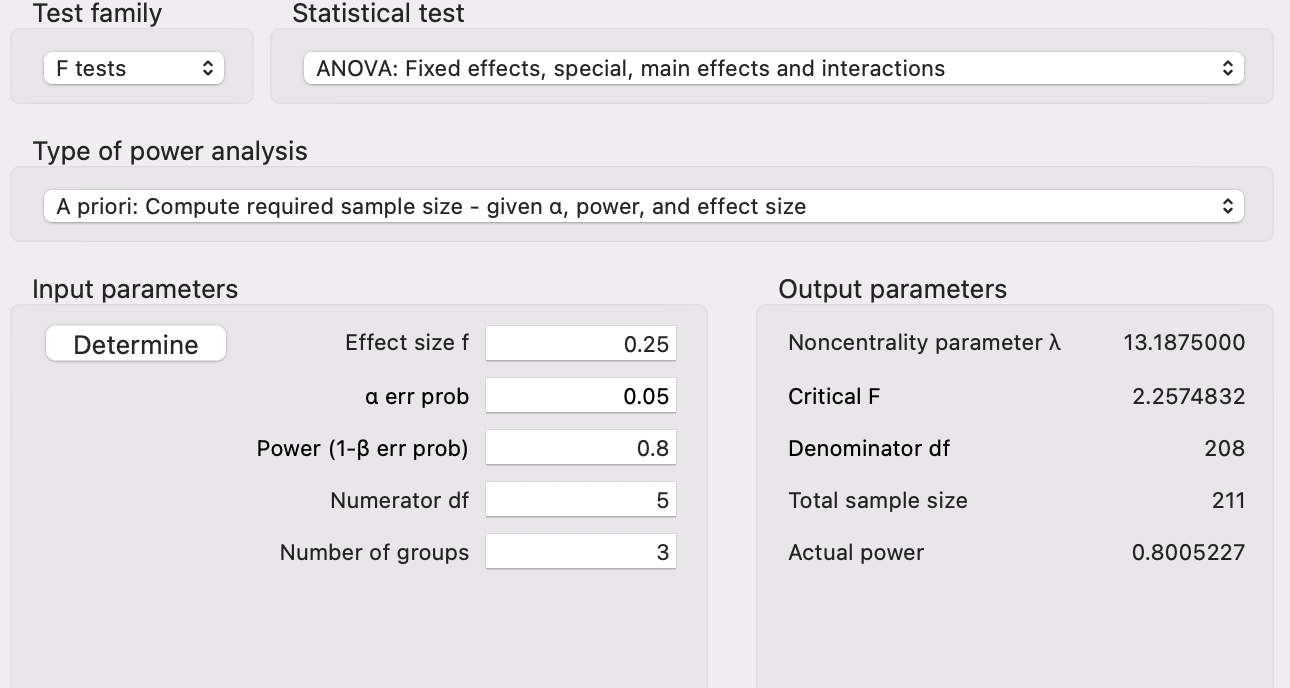 Test family
Statistical test
F tests
ANOVA: Fixed effects, special, main effects and interactions
Type of power analysis
A priori: Compute required sample size - given α, power, and effect size
Input parameters
Output parameters
Determine
Effect size f
0.25
α err prob
0.05
Power (1-β err prob)
0.8
Numerator df
5
Number of groups
3
Noncentrality parameter λ
13.1875000
Critical F
2.2574832
Denominator df
208
Total sample size
211
Actual power
0.8005227